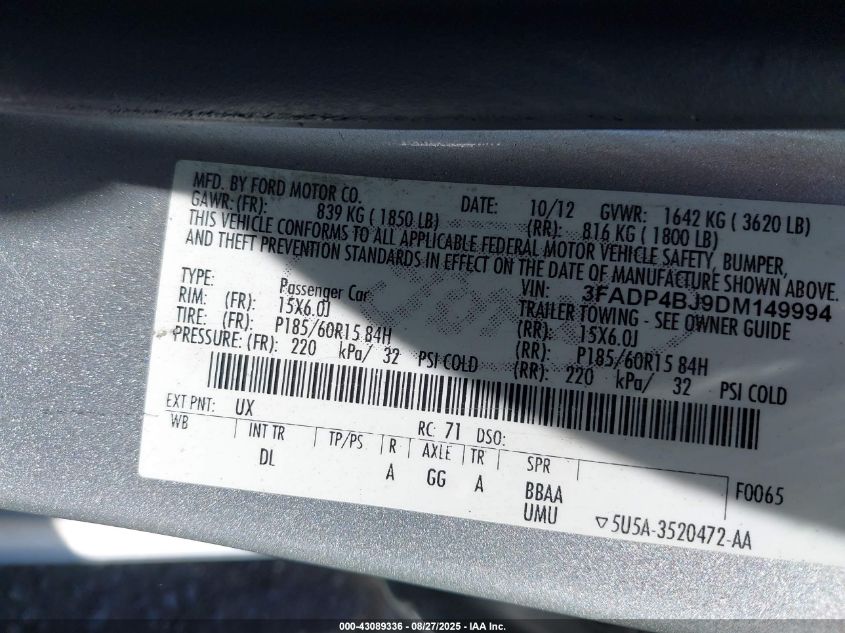 MFD. BY FORD MOTOR CO. DATE: 10/12 GVWR: 1642 KG ( 3620 LB)
GAWR: (FR): 839 KG ( 1850 LB) (RR): 816 KG ( 1800 LB)
THIS VEHICLE CONFORMS TO ALL APPLICABLE FEDERAL MOTOR VEHICLE SAFETY, BUMPER,
AND THEFT PREVENTION STANDARDS IN EFFECT ON THE DATE OF MANUFACTURE SHOWN ABOVE.
VIN: 3FADP4BJ9DM149994
TYPE: Passenger Car TRAILER TOWING - SEE OWNER GUIDE
RIM: (FR): 15X6.0J (RR): 15X6.0J
TIRE: (FR): P185/60R15 84H (RR): P185/60R15 84H
PRESSURE: (FR): 220 kPa/ 32 PSI COLD (RR): 220 kPa/ 32 PSI COLD
EXT PNT: UX RC: 71 DSO:
WB INT TR TP/PS R AXLE TR SPR F0065
DL A GG A BBAA
UMU ▽5U5A-3520472-AA
000-43089336 - 08/27/2025 - IAA Inc.